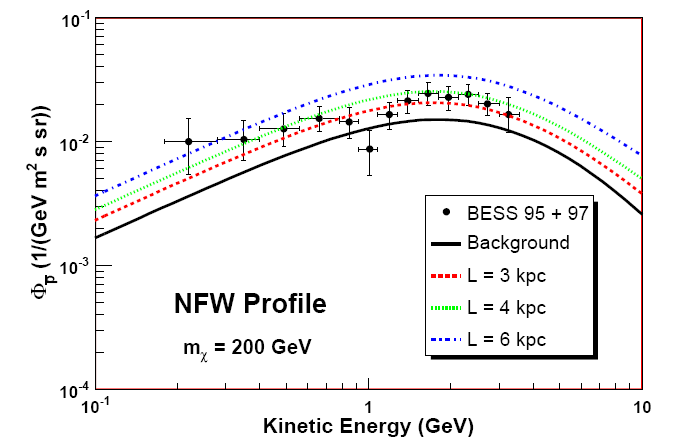 10⁻¹
10⁻²
10⁻³
10⁻⁴
Φp̅ (1/(GeV m² s sr))
BESS 95 + 97
Background
L = 3 kpc
L = 4 kpc
L = 6 kpc
NFW Profile
mχ = 200 GeV
10⁻¹ 1 10
Kinetic Energy (GeV)